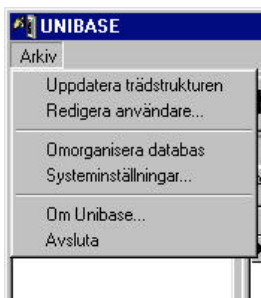 UNIBASE
Arkiv
Uppdatera trädstrukturen
Redigera användare...
Omorganisera databas
Systeminställningar...
Om Unibase...
Avsluta